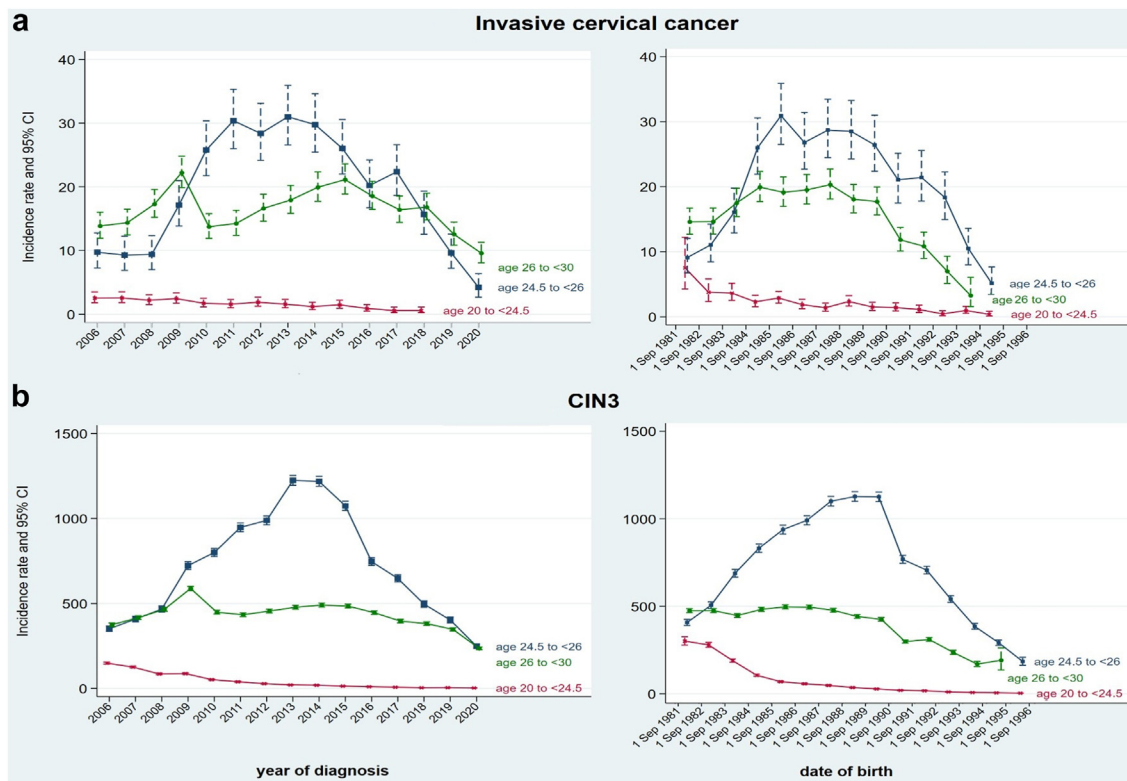 a
Invasive cervical cancer
Incidence rate and 95% CI
40
30
20
10
0
age 26 to <30
age 24.5 to <26
age 20 to <24.5
2006
2007
2008
2009
2010
2011
2012
2013
2014
2015
2016
2017
2018
2019
2020
40
30
20
10
0
age 24.5 to <26
age 26 to <30
age 20 to <24.5
1 Sep 1981
1 Sep 1982
1 Sep 1983
1 Sep 1984
1 Sep 1985
1 Sep 1986
1 Sep 1987
1 Sep 1988
1 Sep 1989
1 Sep 1990
1 Sep 1991
1 Sep 1992
1 Sep 1993
1 Sep 1994
1 Sep 1995
1 Sep 1996
b
CIN3
Incidence rate and 95% CI
1500
1000
500
0
age 24.5 to <26
age 26 to <30
age 20 to <24.5
2006
2007
2008
2009
2010
2011
2012
2013
2014
2015
2016
2017
2018
2019
2020
year of diagnosis
1500
1000
500
0
age 24.5 to <26
age 26 to <30
age 20 to <24.5
1 Sep 1981
1 Sep 1982
1 Sep 1983
1 Sep 1984
1 Sep 1985
1 Sep 1986
1 Sep 1987
1 Sep 1988
1 Sep 1989
1 Sep 1990
1 Sep 1991
1 Sep 1992
1 Sep 1993
1 Sep 1994
1 Sep 1995
1 Sep 1996
date of birth